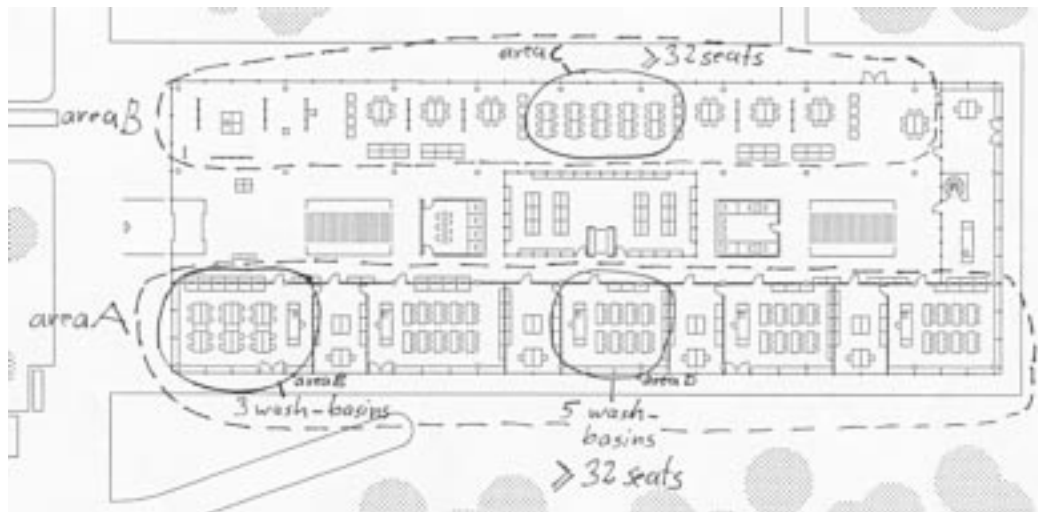 area C
⩾ 32 seats
area B
area A
area E
area D
3 wash-basins
5 wash-
basins
⩾ 32 seats